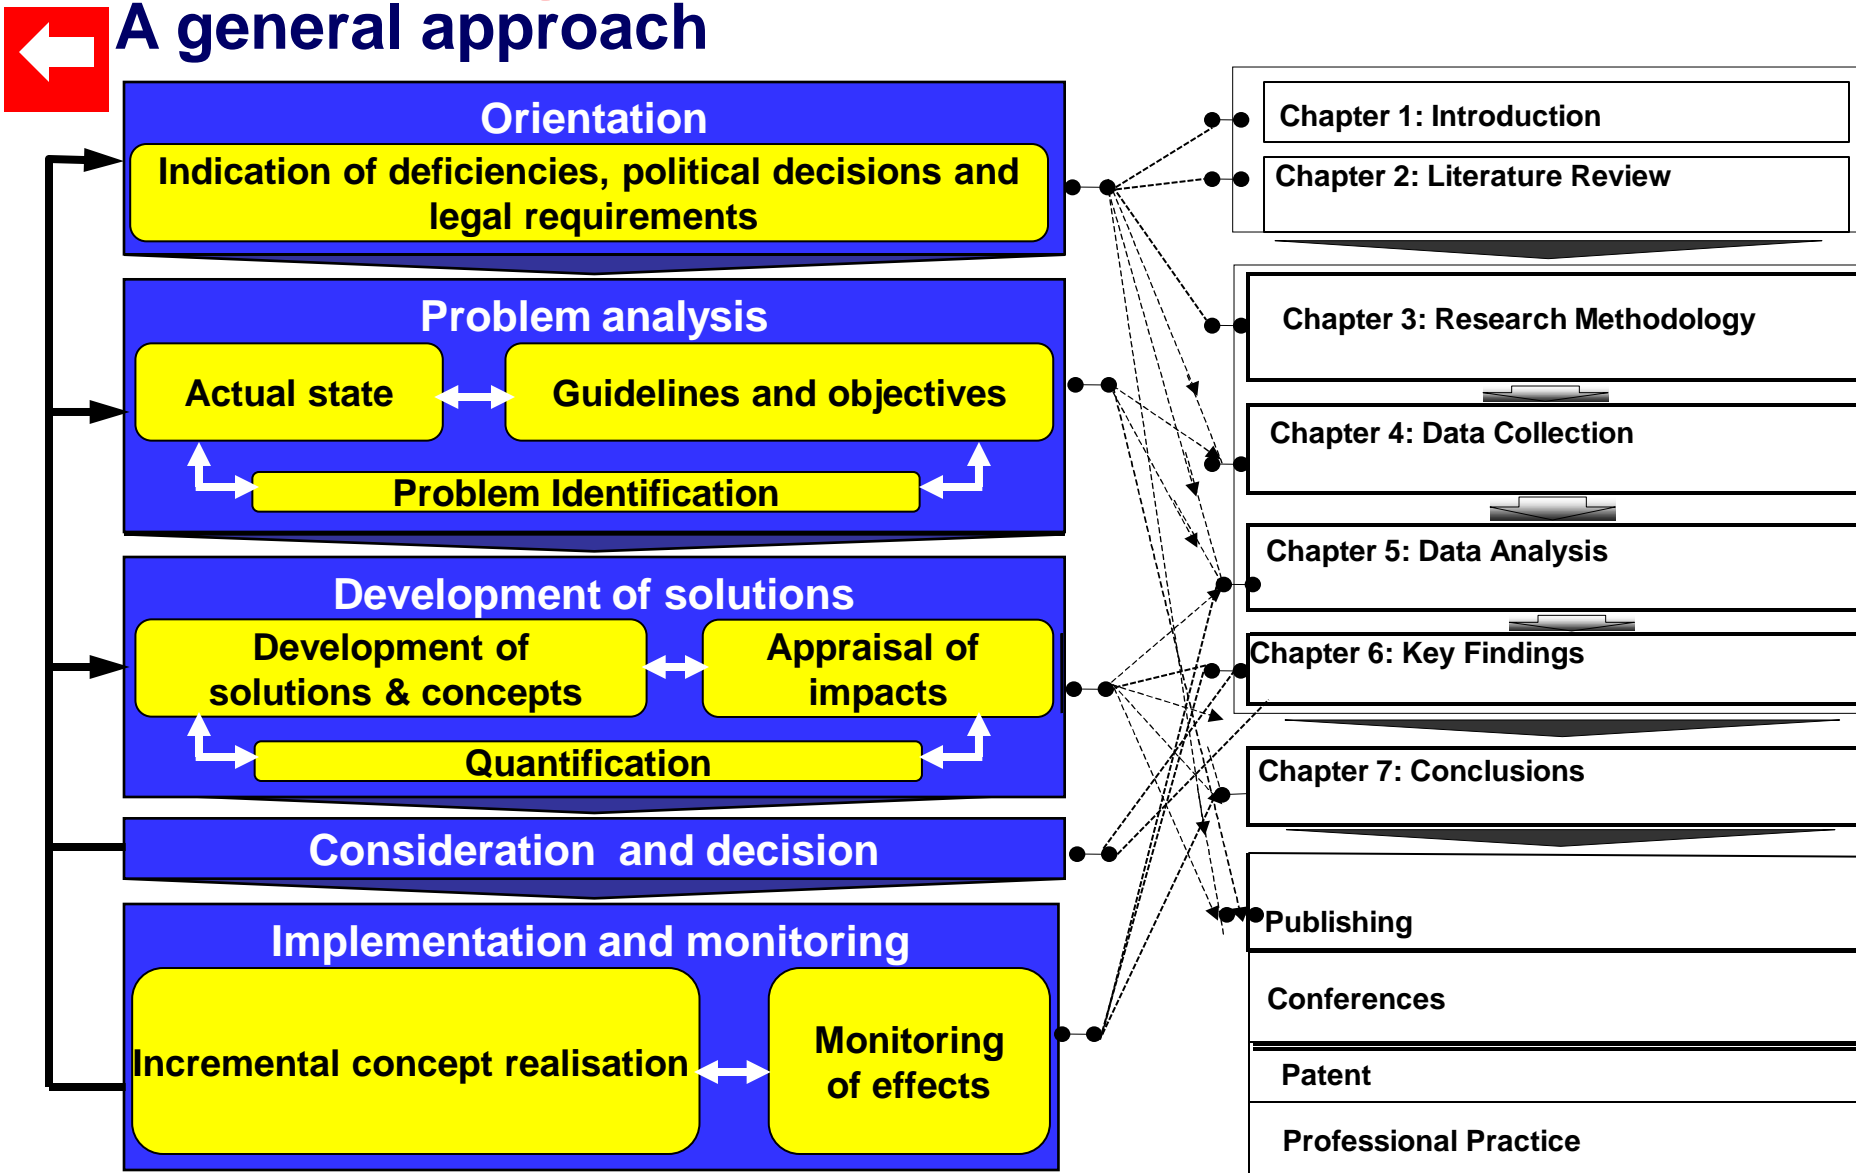 A general approach
Orientation
Indication of deficiencies, political decisions and
legal requirements
Problem analysis
Actual state
Guidelines and objectives
Problem Identification
Development of solutions
Development of
solutions & concepts
Appraisal of
impacts
Quantification
Consideration and decision
Implementation and monitoring
Incremental concept realisation
Monitoring
of effects
Chapter 1: Introduction
Chapter 2: Literature Review
Chapter 3: Research Methodology
Chapter 4: Data Collection
Chapter 5: Data Analysis
Chapter 6: Key Findings
Chapter 7: Conclusions
Publishing
Conferences
Patent
Professional Practice